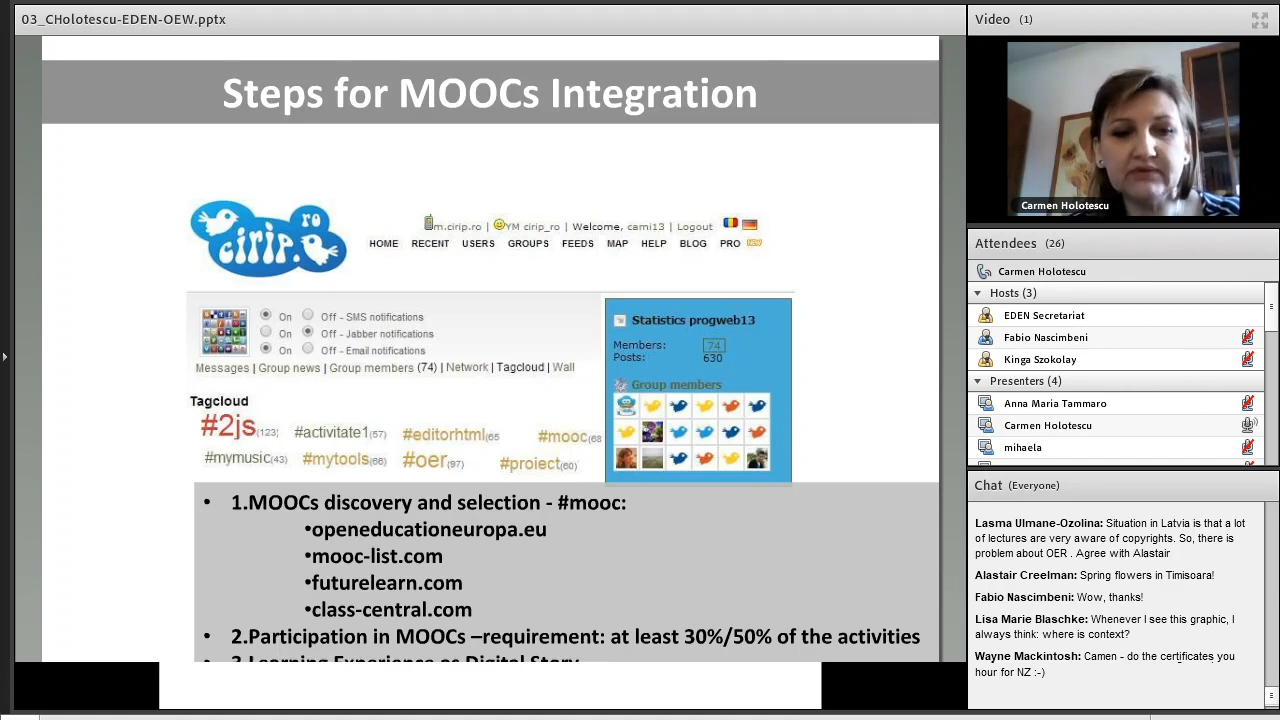 03_CHolotescu-EDEN-OEW.pptx
Steps for MOOCs Integration
cirip.
ro
m.cirip.ro | YM cirip_ro | Welcome, cami13 | Logout
HOME RECENT USERS GROUPS FEEDS MAP HELP BLOG PRO
On Off - SMS notifications
On Off - Jabber notifications
On Off - Email notifications
Messages | Group news | Group members (74) | Network | Tagcloud | Wall
Tagcloud
#2js(123) #activitate1(57) #editorhtml(65 #mooc(68
#mymusic(43) #mytools(66) #oer(97) #proiect(60)
Statistics progweb13
Members: 74
Posts: 630
Group members
• 1.MOOCs discovery and selection - #mooc:
•openeducationeuropa.eu
•mooc-list.com
•futurelearn.com
•class-central.com
• 2.Participation in MOOCs –requirement: at least 30%/50% of the activities
• 3.Learning Experience as Digital Story
Video (1)
Carmen Holotescu
Attendees (26)
Carmen Holotescu
Hosts (3)
EDEN Secretariat
Fabio Nascimbeni
Kinga Szokolay
Presenters (4)
Anna Maria Tammaro
Carmen Holotescu
mihaela
Chat (Everyone)
Lasma Ulmane-Ozolina: Situation in Latvia is that a lot
of lectures are very aware of copyrights. So, there is
problem about OER . Agree with Alastair
Alastair Creelman: Spring flowers in Timisoara!
Fabio Nascimbeni: Wow, thanks!
Lisa Marie Blaschke: Whenever I see this graphic, I
always think: where is context?
Wayne Mackintosh: Camen - do the certificates you
hour for NZ :-)